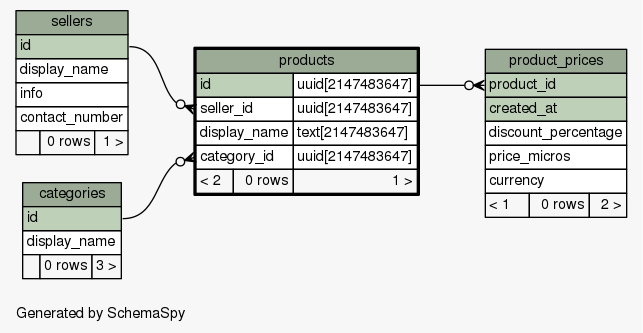 sellers
id
display_name
info
contact_number
0 rows 1 >
products
id uuid[2147483647]
seller_id uuid[2147483647]
display_name text[2147483647]
category_id uuid[2147483647]
< 2 0 rows 1 >
product_prices
product_id
created_at
discount_percentage
price_micros
currency
< 1 0 rows 2 >
categories
id
display_name
0 rows 3 >
Generated by SchemaSpy